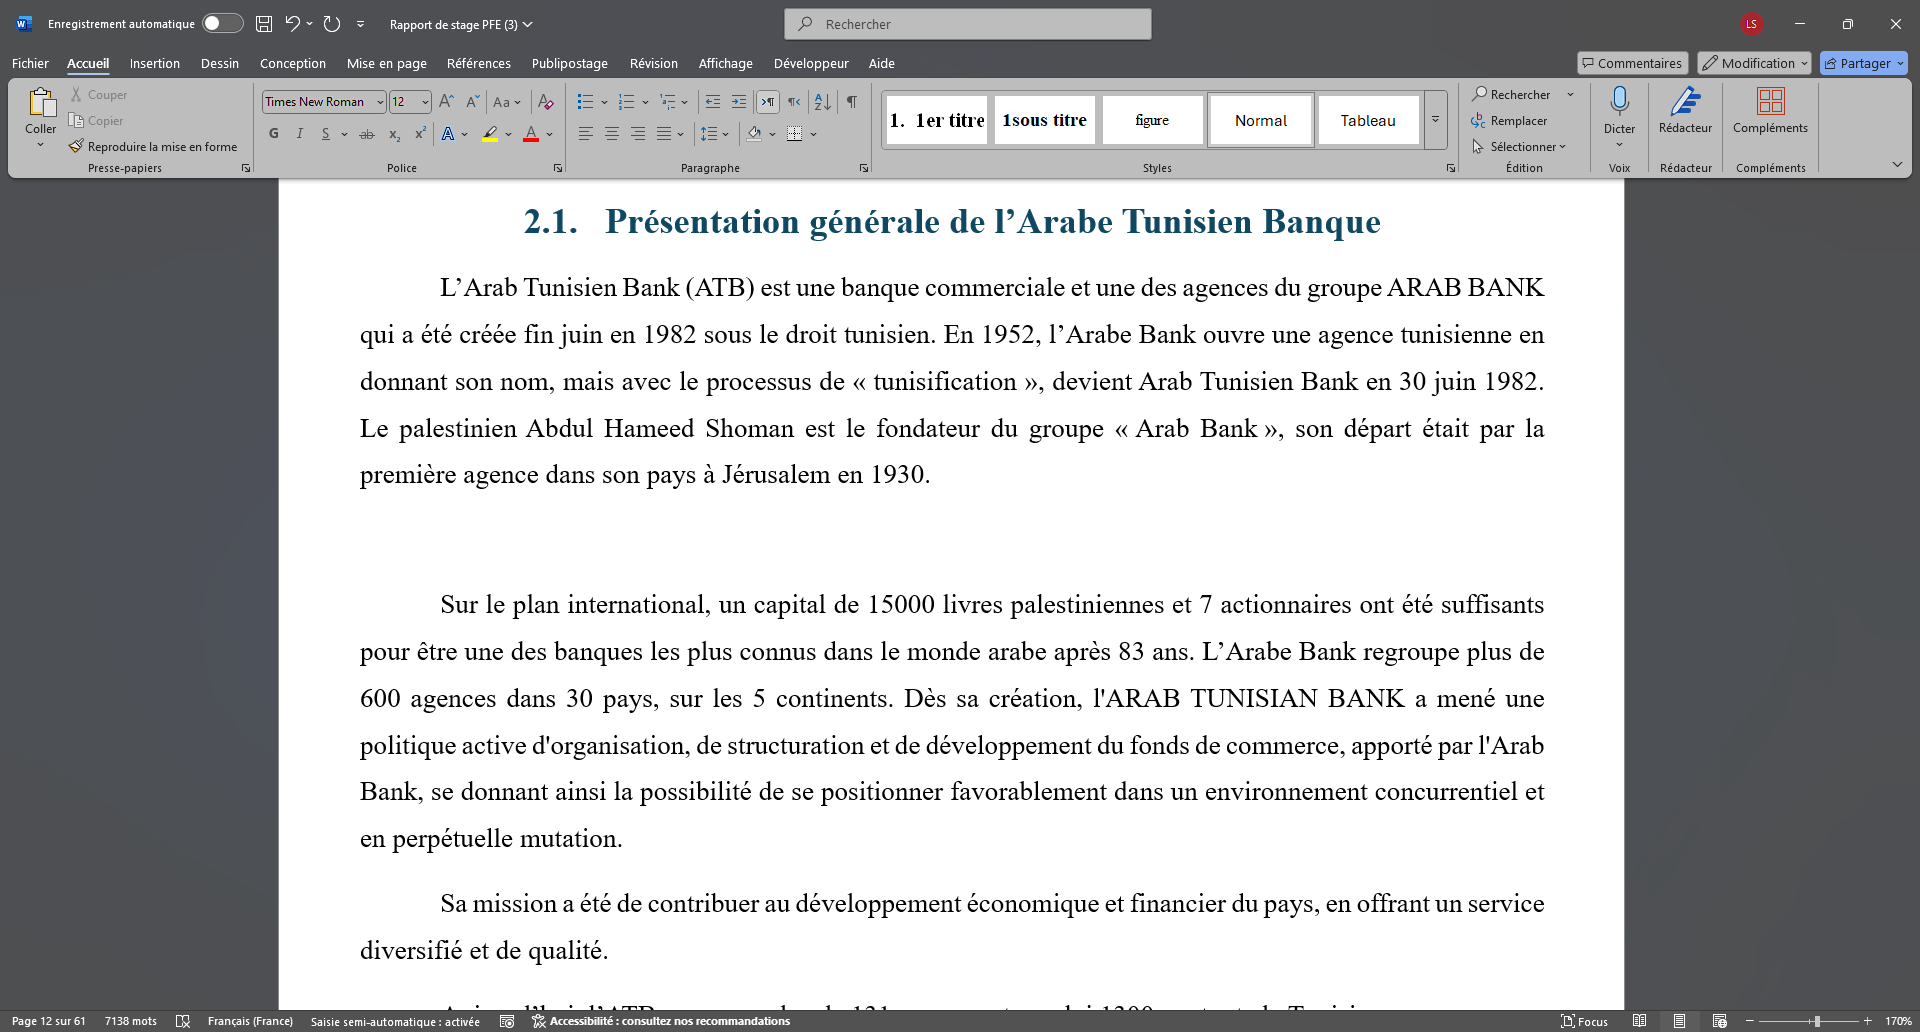 Enregistrement automatique
Rapport de stage PFE (3)
Rechercher
LS
Fichier Accueil Insertion Dessin Conception Mise en page Références Publipostage Révision Affichage Développeur Aide
Commentaires Modification Partager
Coller
Couper
Copier
Reproduire la mise en forme
Presse-papiers
Times New Roman 12
Aa
G I S ab x₂ x² A A
Police
Paragraphe
1. 1er titre
1sous titre
figure
Normal
Tableau
Styles
Rechercher
Remplacer
Sélectionner
Édition
Dicter
Voix
Rédacteur
Rédacteur
Compléments
Compléments
2.1. Présentation générale de l’Arabe Tunisien Banque
L’Arab Tunisien Bank (ATB) est une banque commerciale et une des agences du groupe ARAB BANK
qui a été créée fin juin en 1982 sous le droit tunisien. En 1952, l’Arabe Bank ouvre une agence tunisienne en
donnant son nom, mais avec le processus de « tunisification », devient Arab Tunisien Bank en 30 juin 1982.
Le palestinien Abdul Hameed Shoman est le fondateur du groupe « Arab Bank », son départ était par la
première agence dans son pays à Jérusalem en 1930.
Sur le plan international, un capital de 15000 livres palestiniennes et 7 actionnaires ont été suffisants
pour être une des banques les plus connus dans le monde arabe après 83 ans. L’Arabe Bank regroupe plus de
600 agences dans 30 pays, sur les 5 continents. Dès sa création, l'ARAB TUNISIAN BANK a mené une
politique active d'organisation, de structuration et de développement du fonds de commerce, apporté par l'Arab
Bank, se donnant ainsi la possibilité de se positionner favorablement dans un environnement concurrentiel et
en perpétuelle mutation.
Sa mission a été de contribuer au développement économique et financier du pays, en offrant un service
diversifié et de qualité.
Page 12 sur 61 7138 mots Français (France) Saisie semi-automatique : activée Accessibilité : consultez nos recommandations Focus 170%